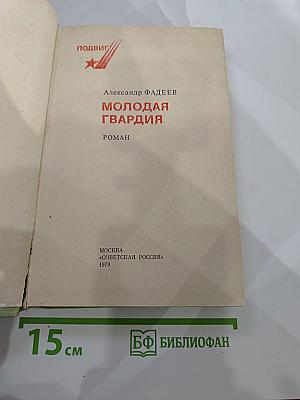 ПОДВИГ
Александр ФАДЕЕВ
МОЛОДАЯ
ГВАРДИЯ
РОМАН
МОСКВА
«СОВЕТСКАЯ РОССИЯ»
1979
15 см
БФ БИБЛИОФАН